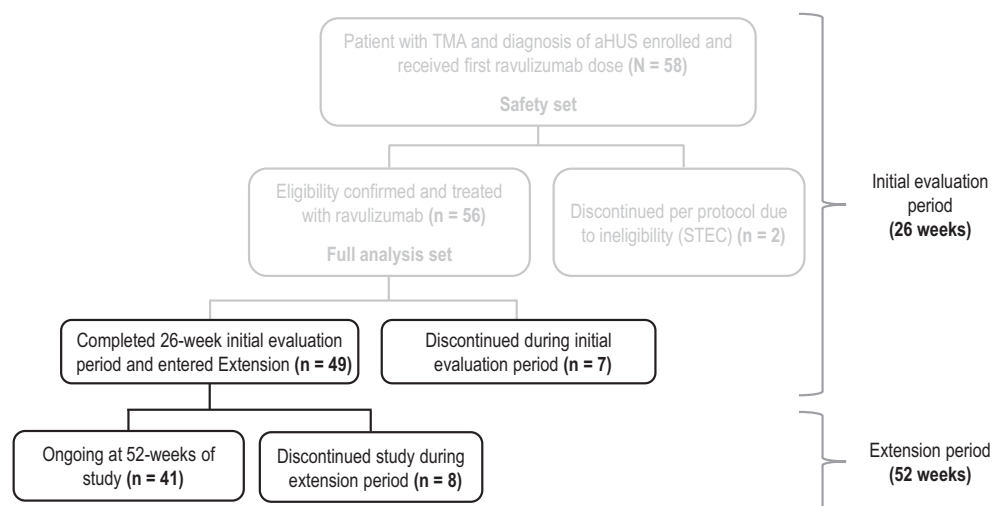 Patient with TMA and diagnosis of aHUS enrolled and
received first ravulizumab dose (N = 58)
Safety set
Eligibility confirmed and treated
with ravulizumab (n = 56)
Full analysis set
Discontinued per protocol due
to ineligibility (STEC) (n = 2)
Initial evaluation
period
(26 weeks)
Completed 26-week initial evaluation
period and entered Extension (n = 49)
Discontinued during initial
evaluation period (n = 7)
Ongoing at 52-weeks of
study (n = 41)
Discontinued study during
extension period (n = 8)
Extension period
(52 weeks)